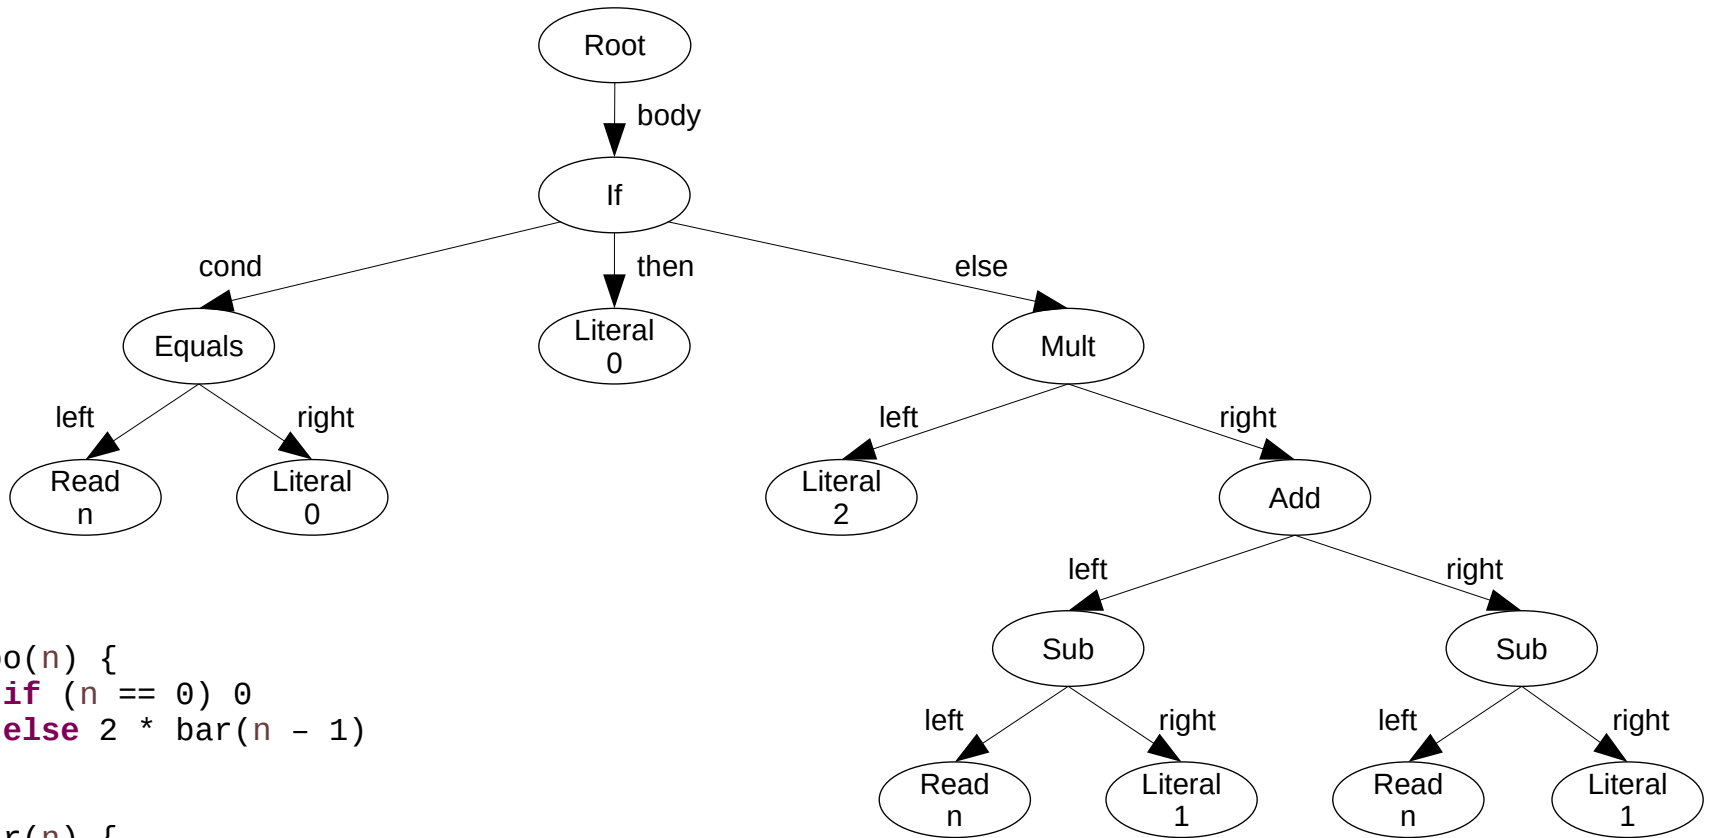 Root
body
If
cond
then
else
Equals
Literal
0
Mult
left
right
left
right
Read
n
Literal
0
Literal
2
Add
left
right
Sub
Sub
left
right
left
right
Read
n
Literal
1
Read
n
Literal
1
o(n) {
if (n == 0) 0
else 2 * bar(n – 1)
r(n) {